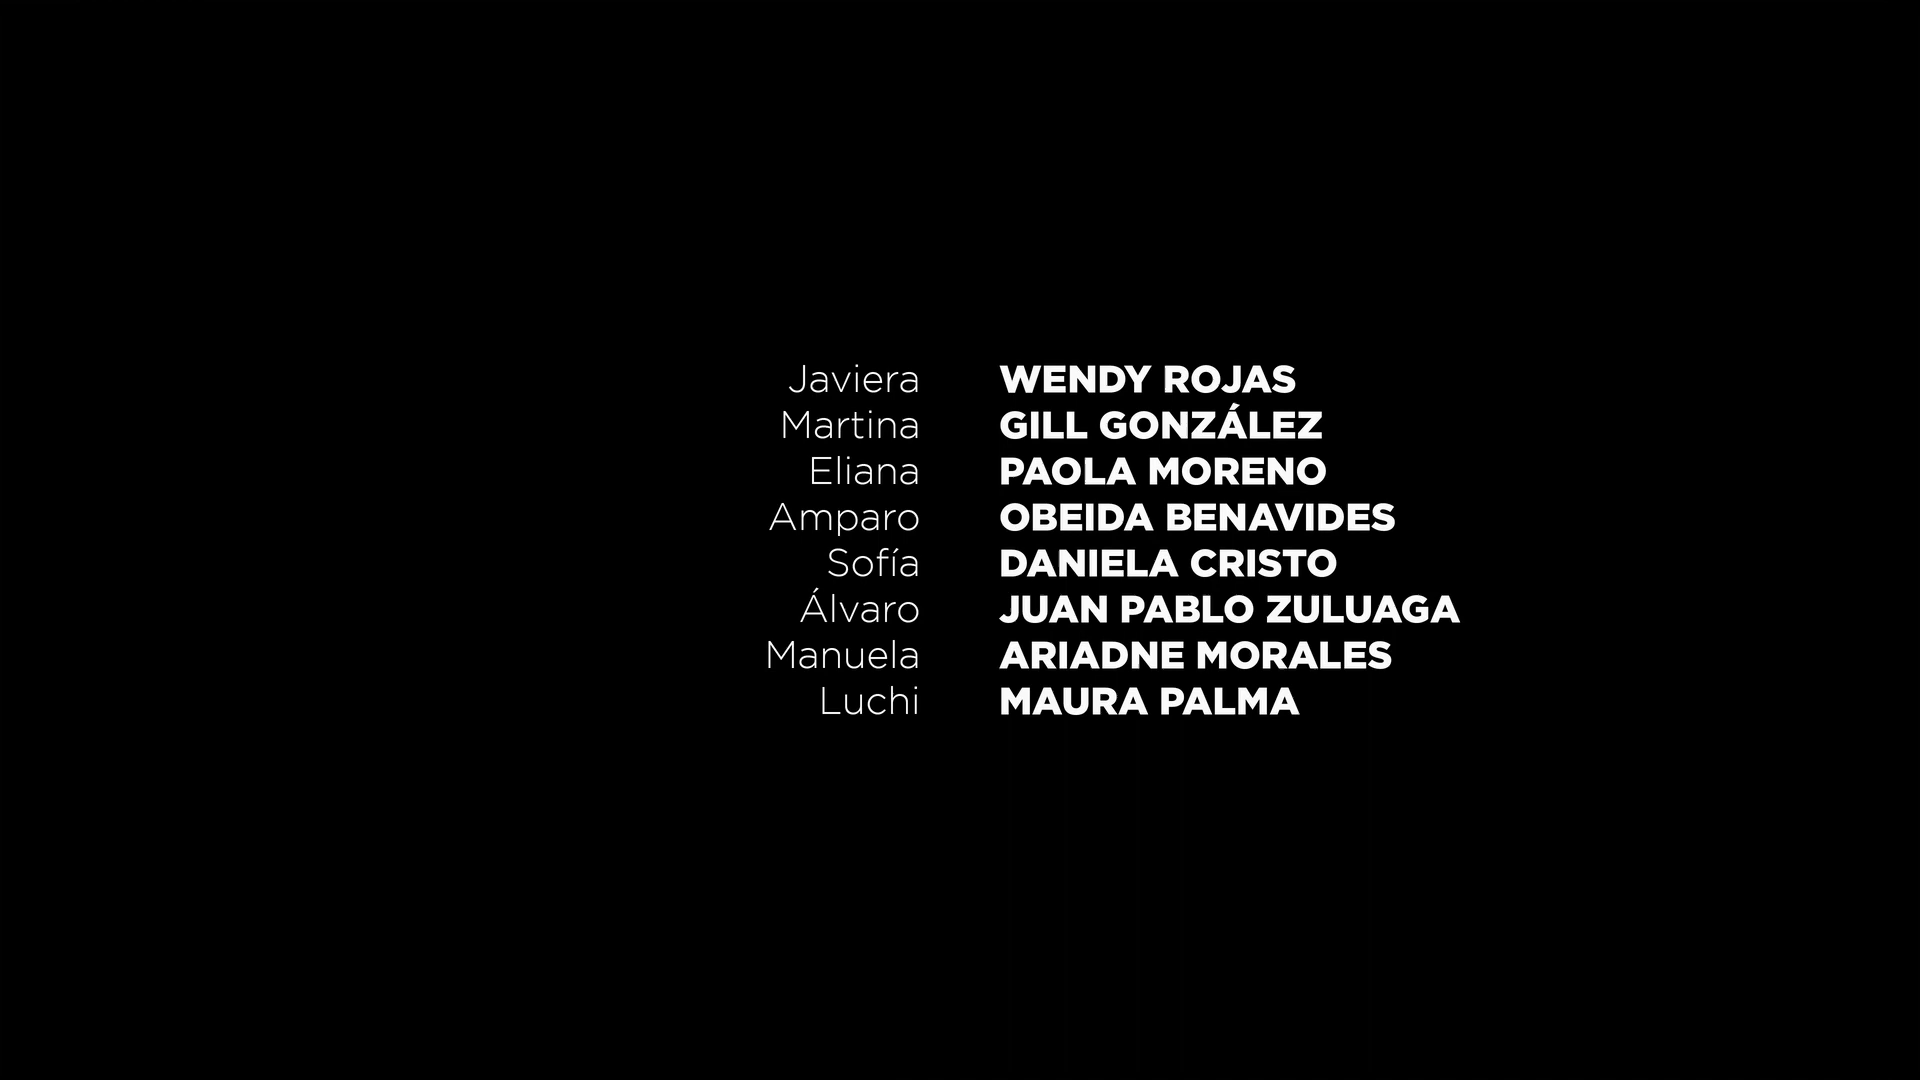 Javiera WENDY ROJAS
Martina GILL GONZÁLEZ
Eliana PAOLA MORENO
Amparo OBEIDA BENAVIDES
Sofía DANIELA CRISTO
Álvaro JUAN PABLO ZULUAGA
Manuela ARIADNE MORALES
Luchi MAURA PALMA